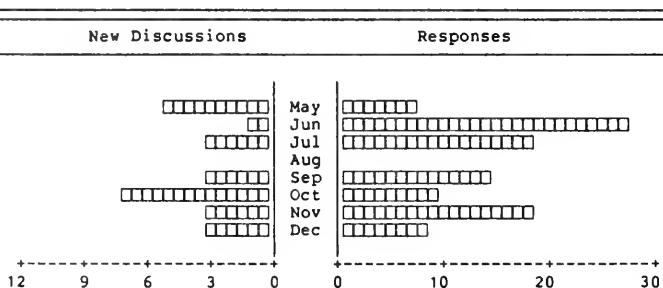 New Discussions Responses
May
Jun
Jul
Aug
Sep
Oct
Nov
Dec
12 9 6 3 0 0 10 20 30